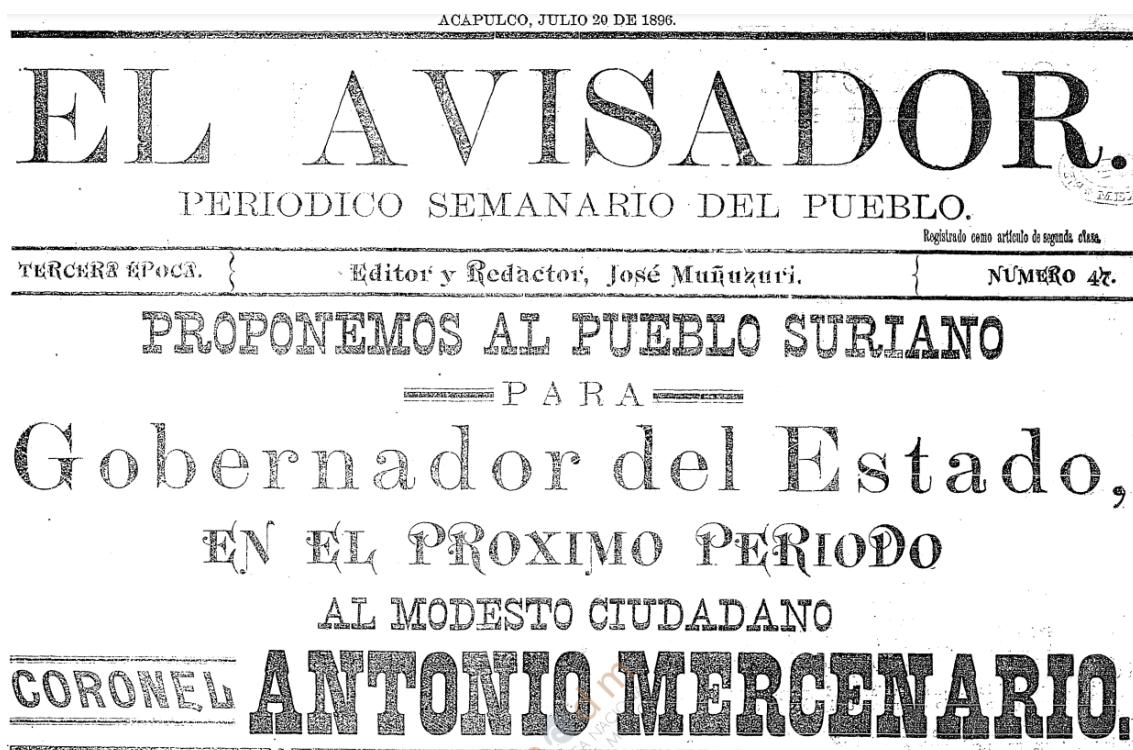 ACAPULCO, JULIO 20 DE 1896.
EL AVISADOR.
PERIODICO SEMANARIO DEL PUEBLO.
Registrado como artículo de segunda clase.
TERCERA ÉPOCA. Editor y Redactor, José Muñuzuri. NUMERO 47.
PROPONEMOS AL PUEBLO SURIANO
PARA
Gobernador del Estado,
EN EL PROXIMO PERIODO
AL MODESTO CIUDADANO
CORONEL ANTONIO MERCENARIO.